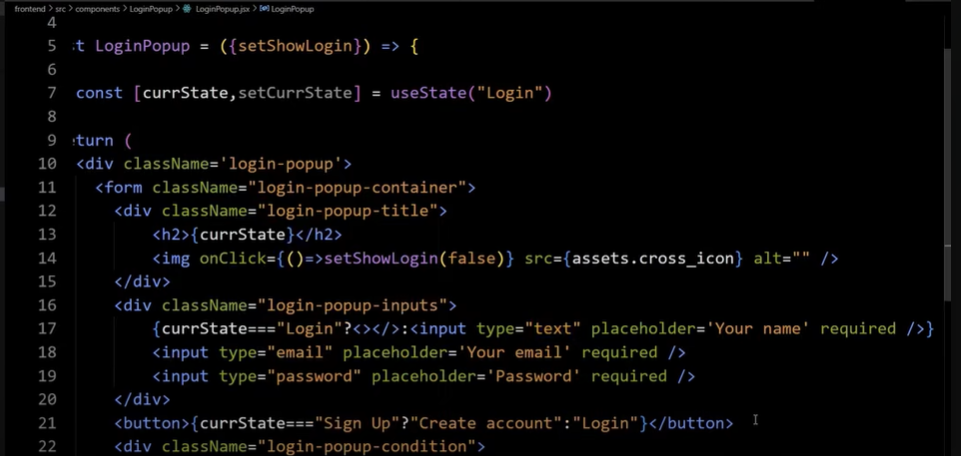 frontend > src > components > LoginPopup > LoginPopup.jsx > LoginPopup
4
5 t LoginPopup = ({setShowLogin}) => {
6
7 const [currState,setCurrState] = useState("Login")
8
9 turn (
10 <div className='login-popup'>
11 <form className="login-popup-container">
12 <div className="login-popup-title">
13 <h2>{currState}</h2>
14 <img onClick={()=>setShowLogin(false)} src={assets.cross_icon} alt="" />
15 </div>
16 <div className="login-popup-inputs">
17 {currState==="Login"?<></>:<input type="text" placeholder='Your name' required />}
18 <input type="email" placeholder='Your email' required />
19 <input type="password" placeholder='Password' required />
20 </div>
21 <button>{currState==="Sign Up"?"Create account":"Login"}</button>
22 <div className="login-popup-condition">